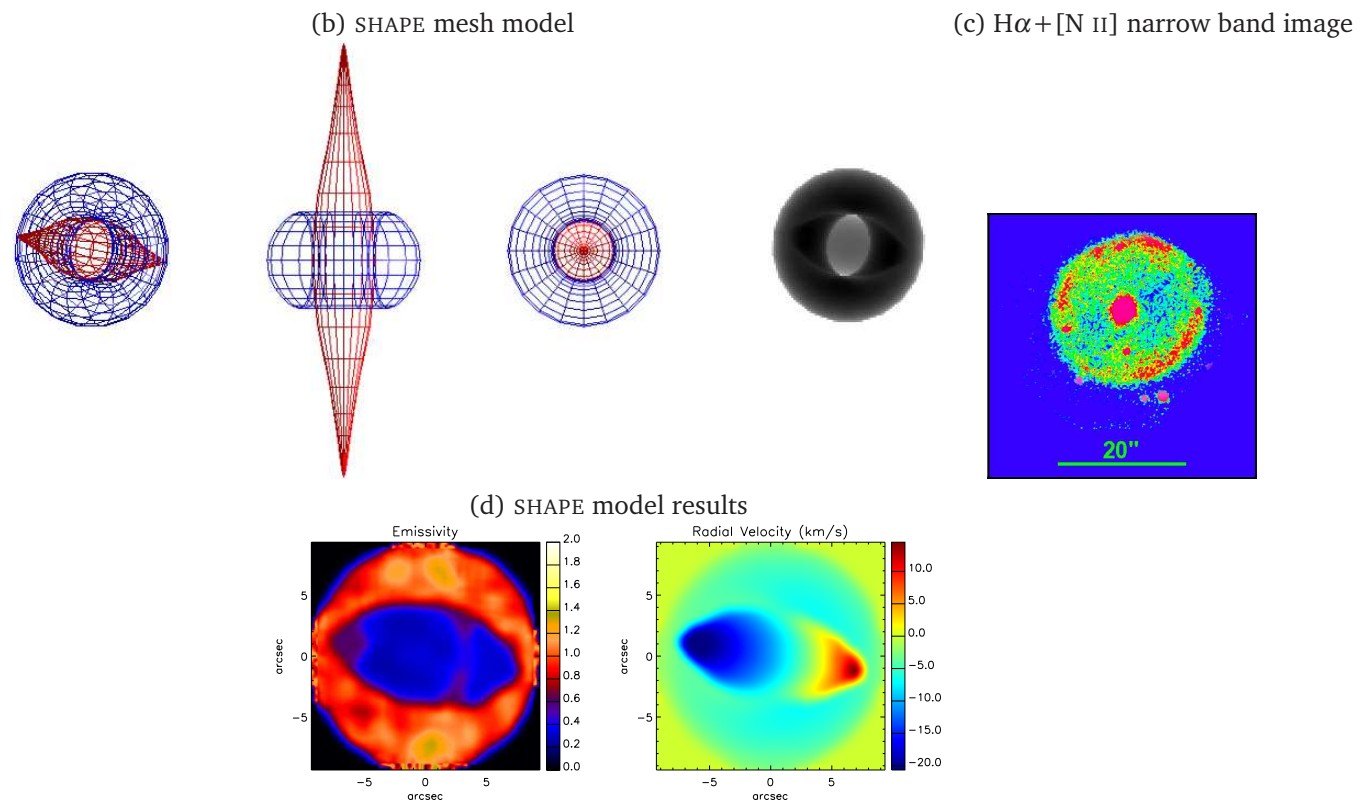 (b) SHAPE mesh model
(c) Hα+[N II] narrow band image
20"
(d) SHAPE model results
Emissivity
2.0
1.8
1.6
1.4
1.2
1.0
0.8
0.6
0.4
0.2
0.0
5
0
−5
arcsec
−5 0 5
arcsec
Radial Velocity (km/s)
10.0
5.0
0.0
−5.0
−10.0
−15.0
−20.0
5
0
−5
arcsec
−5 0 5
arcsec